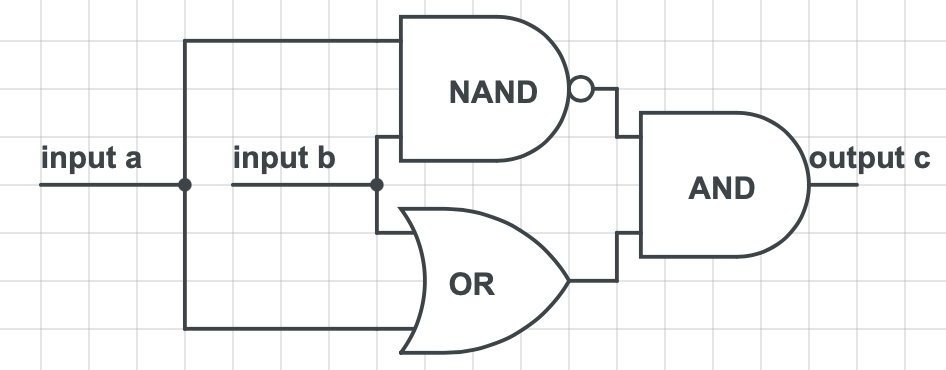 NAND
input a
input b
AND
output c
OR